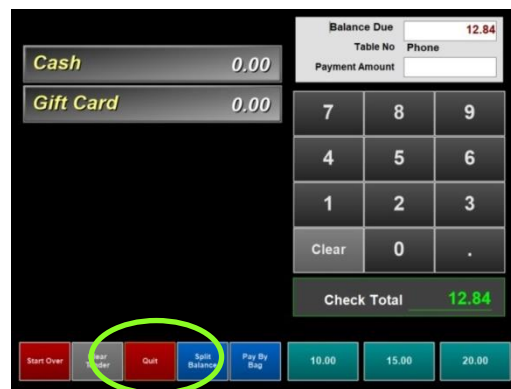 Balance Due 12.84
Table No Phone
Payment Amount
Cash 0.00
Gift Card 0.00
7 8 9
4 5 6
1 2 3
Clear 0 .
Check Total 12.84
Start Over Clear Tender Quit Split Balance Pay By Bag 10.00 15.00 20.00